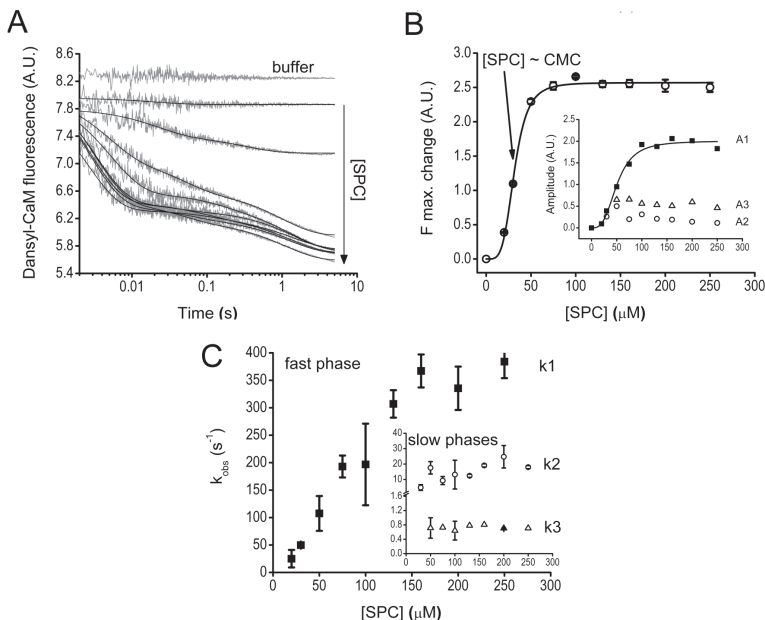 A
8.6
8.2
7.8
7.4
7.0
6.6
6.2
5.8
5.4
Dansyl-CaM fluorescence (A.U.)
buffer
[SPC]
0.01
0.1
1
10
Time (s)
B
3.0
2.5
2.0
1.5
1.0
0.5
0.0
F max. change (A.U.)
[SPC] ~ CMC
2.5
2.0
1.5
1.0
0.5
0.0
Amplitude (A.U.)
A1
A3
A2
0 50 100 150 200 250 300
0 50 100 150 200 250 300
[SPC] (μM)
C
400
350
300
250
200
150
100
50
0
k obs (s-1)
fast phase
k1
slow phases
40
30
20
10
1.6
1.2
0.8
0.4
0.0
k2
k3
0 50 100 150 200 250 300
0 50 100 150 200 250 300
[SPC] (μM)